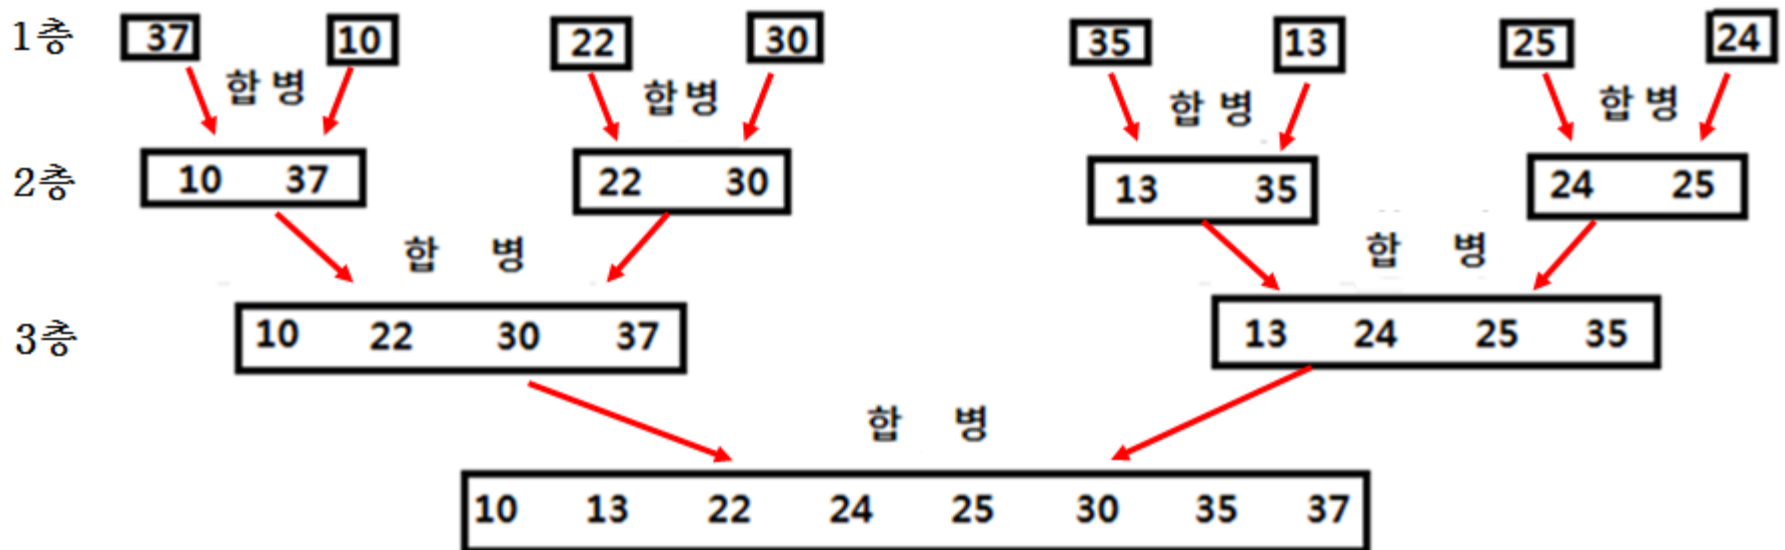 1층 37 10 22 30 35 13 25 24
합 병 합 병 합 병 합 병
2층 10 37 22 30 13 35 24 25
합 병 합 병
3층 10 22 30 37 13 24 25 35
합 병
10 13 22 24 25 30 35 37